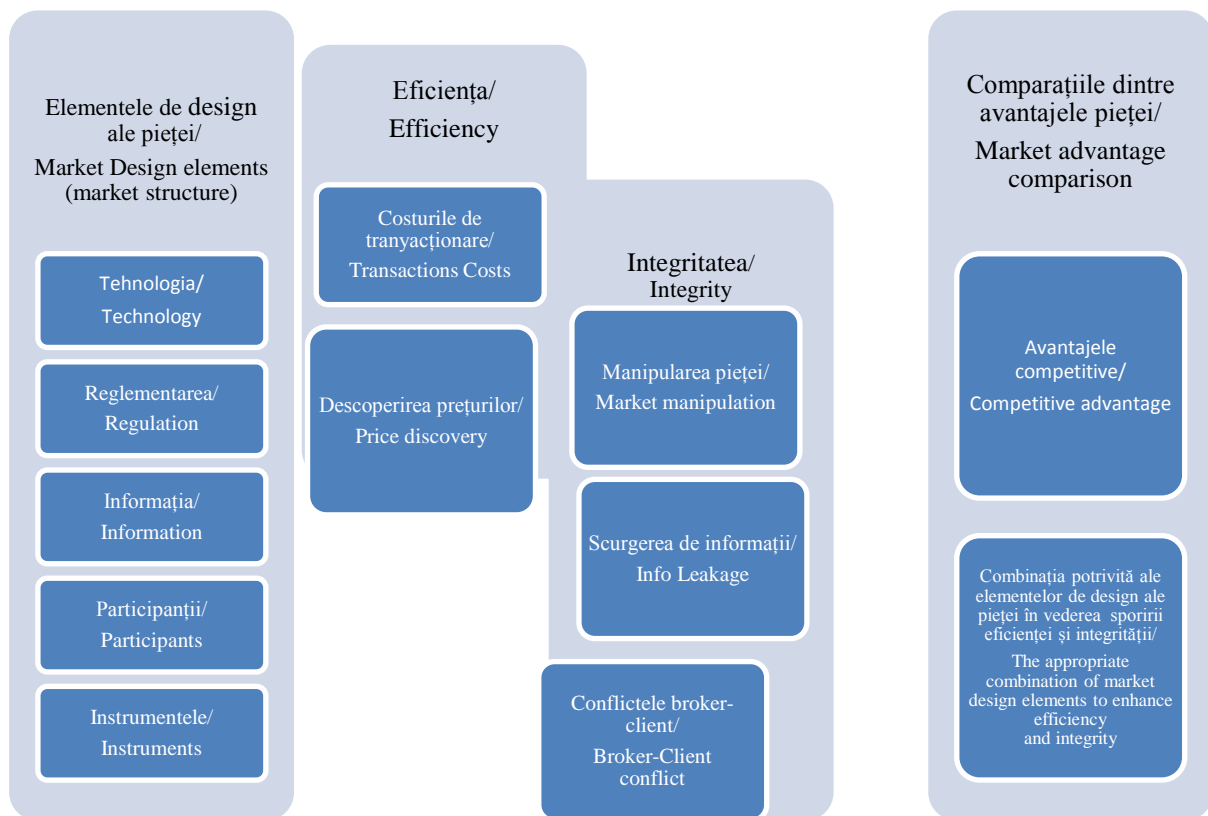 Elementele de design
ale pieței/
Market Design elements
(market structure)
Tehnologia/
Technology
Reglementarea/
Regulation
Informația/
Information
Participanții/
Participants
Instrumentele/
Instruments
Eficiența/
Efficiency
Costurile de
tranyacționare/
Transactions Costs
Descoperirea prețurilor/
Price discovery
Integritatea/
Integrity
Manipularea pieței/
Market manipulation
Scurgerea de informații/
Info Leakage
Conflictele broker-
client/
Broker-Client
conflict
Comparațiile dintre
avantajele pieței/
Market advantage
comparison
Avantajele
competitive/
Competitive advantage
Combinația potrivită ale
elementelor de design ale
pieței în vederea sporirii
eficienței și integrității/
The appropriate
combination of market
design elements to enhance
efficiency
and integrity